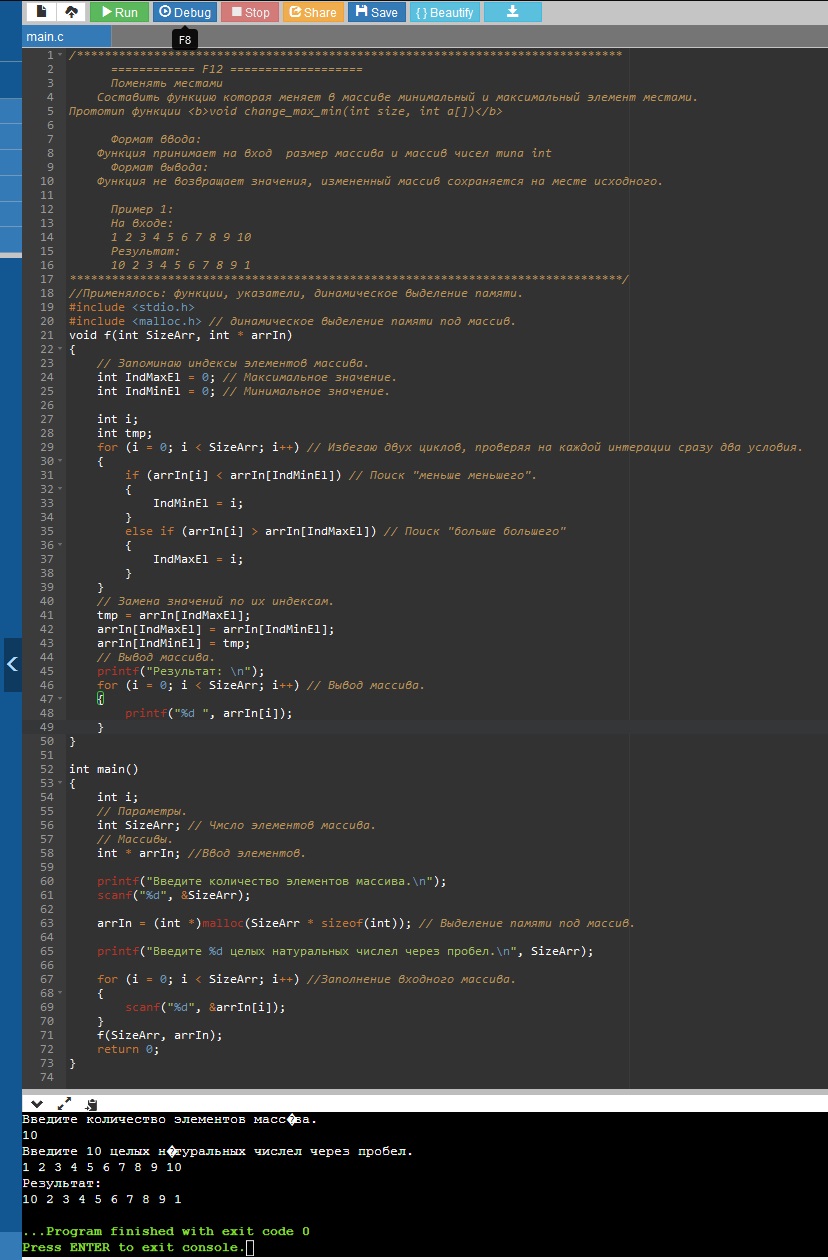 Run Debug Stop Share Save { } Beautify
main.c F8
1 /******************************************************************************
2 ============ F12 ===================
3 Поменять местами
4 Составить функцию которая меняет в массиве минимальный и максимальный элемент местами.
5 Прототип функции <b>void change_max_min(int size, int a[])</b>
6
7 Формат ввода:
8 Функция принимает на вход  размер массива и массив чисел типа int
9 Формат вывода:
10 Функция не возвращает значения, измененный массив сохраняется на месте исходного.
11
12 Пример 1:
13 На входе:
14 1 2 3 4 5 6 7 8 9 10
15 Результат:
16 10 2 3 4 5 6 7 8 9 1
17 *******************************************************************************/
18 //Применялось: функции, указатели, динамическое выделение памяти.
19 #include <stdio.h>
20 #include <malloc.h> // динамическое выделение памяти под массив.
21 void f(int SizeArr, int * arrIn)
22 {
23 // Запоминаю индексы элементов массива.
24 int IndMaxEl = 0; // Максимальное значение.
25 int IndMinEl = 0; // Минимальное значение.
26
27 int i;
28 int tmp;
29 for (i = 0; i < SizeArr; i++) // Избегаю двух циклов, проверяя на каждой интерации сразу два условия.
30 {
31 if (arrIn[i] < arrIn[IndMinEl]) // Поиск "меньше меньшего".
32 {
33 IndMinEl = i;
34 }
35 else if (arrIn[i] > arrIn[IndMaxEl]) // Поиск "больше большего"
36 {
37 IndMaxEl = i;
38 }
39 }
40 // Замена значений по их индексам.
41 tmp = arrIn[IndMaxEl];
42 arrIn[IndMaxEl] = arrIn[IndMinEl];
43 arrIn[IndMinEl] = tmp;
44 // Вывод массива.
45 printf("Результат: \n");
46 for (i = 0; i < SizeArr; i++) // Вывод массива.
47 {
48 printf("%d ", arrIn[i]);
49 }
50 }
51
52 int main()
53 {
54 int i;
55 // Параметры.
56 int SizeArr; // Чмсло элементов массива.
57 // Массивы.
58 int * arrIn; //Ввод элементов.
59
60 printf("Введите количество элементов массива.\n");
61 scanf("%d", &SizeArr);
62
63 arrIn = (int *)malloc(SizeArr * sizeof(int)); // Выделение памяти под массив.
64
65 printf("Введите %d целых натуральных числел через пробел.\n", SizeArr);
66
67 for (i = 0; i < SizeArr; i++) //Заполнение входного массива.
68 {
69 scanf("%d", &arrIn[i]);
70 }
71 f(SizeArr, arrIn);
72 return 0;
73 }
74
Введите количество элементов масс�ва.
10
Введите 10 целых н�туральных числел через пробел.
1 2 3 4 5 6 7 8 9 10
Результат:
10 2 3 4 5 6 7 8 9 1
...Program finished with exit code 0
Press ENTER to exit console.